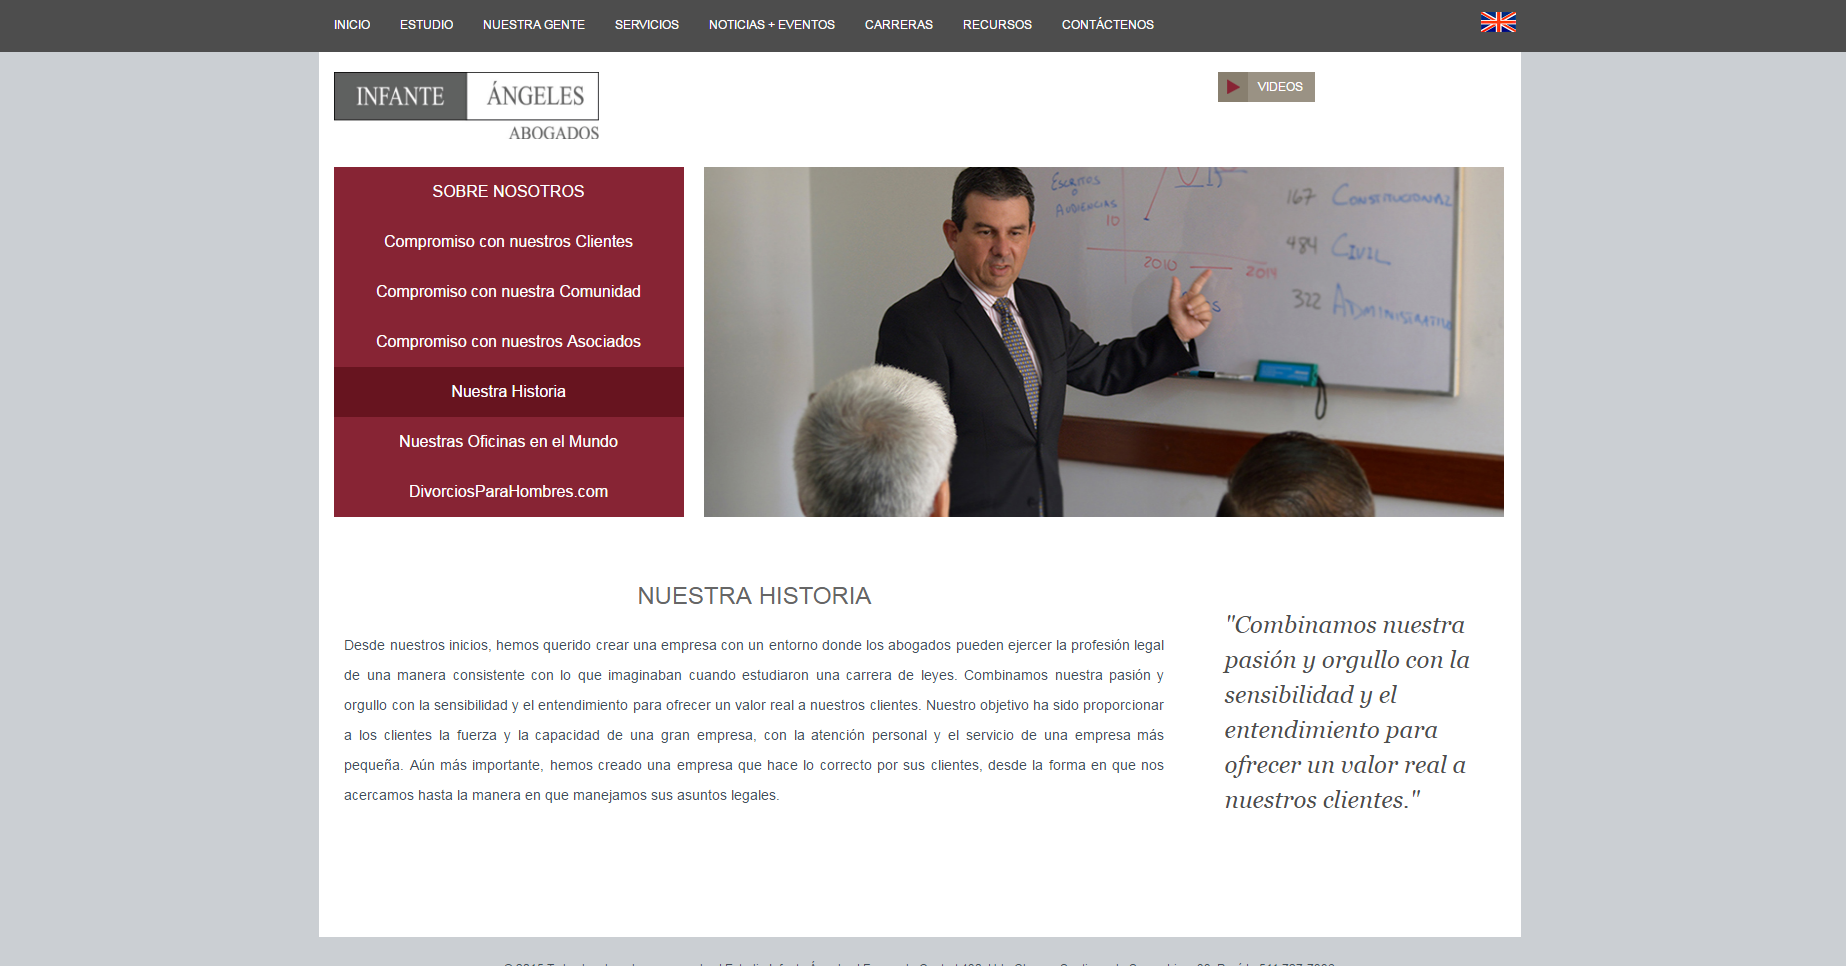 INICIO ESTUDIO NUESTRA GENTE SERVICIOS NOTICIAS + EVENTOS CARRERAS RECURSOS CONTÁCTENOS
INFANTE ÁNGELES
ABOGADOS
VIDEOS
SOBRE NOSOTROS
Compromiso con nuestros Clientes
Compromiso con nuestra Comunidad
Compromiso con nuestros Asociados
Nuestra Historia
Nuestras Oficinas en el Mundo
DivorciosParaHombres.com
ESCRITOS
O
AUDIENCIAS
10
2010
2014
167 CONSTITUCIONAL
484 CIVIL
322 ADMINISTRATIVO
NUESTRA HISTORIA
Desde nuestros inicios, hemos querido crear una empresa con un entorno donde los abogados pueden ejercer la profesión legal
de una manera consistente con lo que imaginaban cuando estudiaron una carrera de leyes. Combinamos nuestra pasión y
orgullo con la sensibilidad y el entendimiento para ofrecer un valor real a nuestros clientes. Nuestro objetivo ha sido proporcionar
a los clientes la fuerza y la capacidad de una gran empresa, con la atención personal y el servicio de una empresa más
pequeña. Aún más importante, hemos creado una empresa que hace lo correcto por sus clientes, desde la forma en que nos
acercamos hasta la manera en que manejamos sus asuntos legales.
"Combinamos nuestra
pasión y orgullo con la
sensibilidad y el
entendimiento para
ofrecer un valor real a
nuestros clientes."